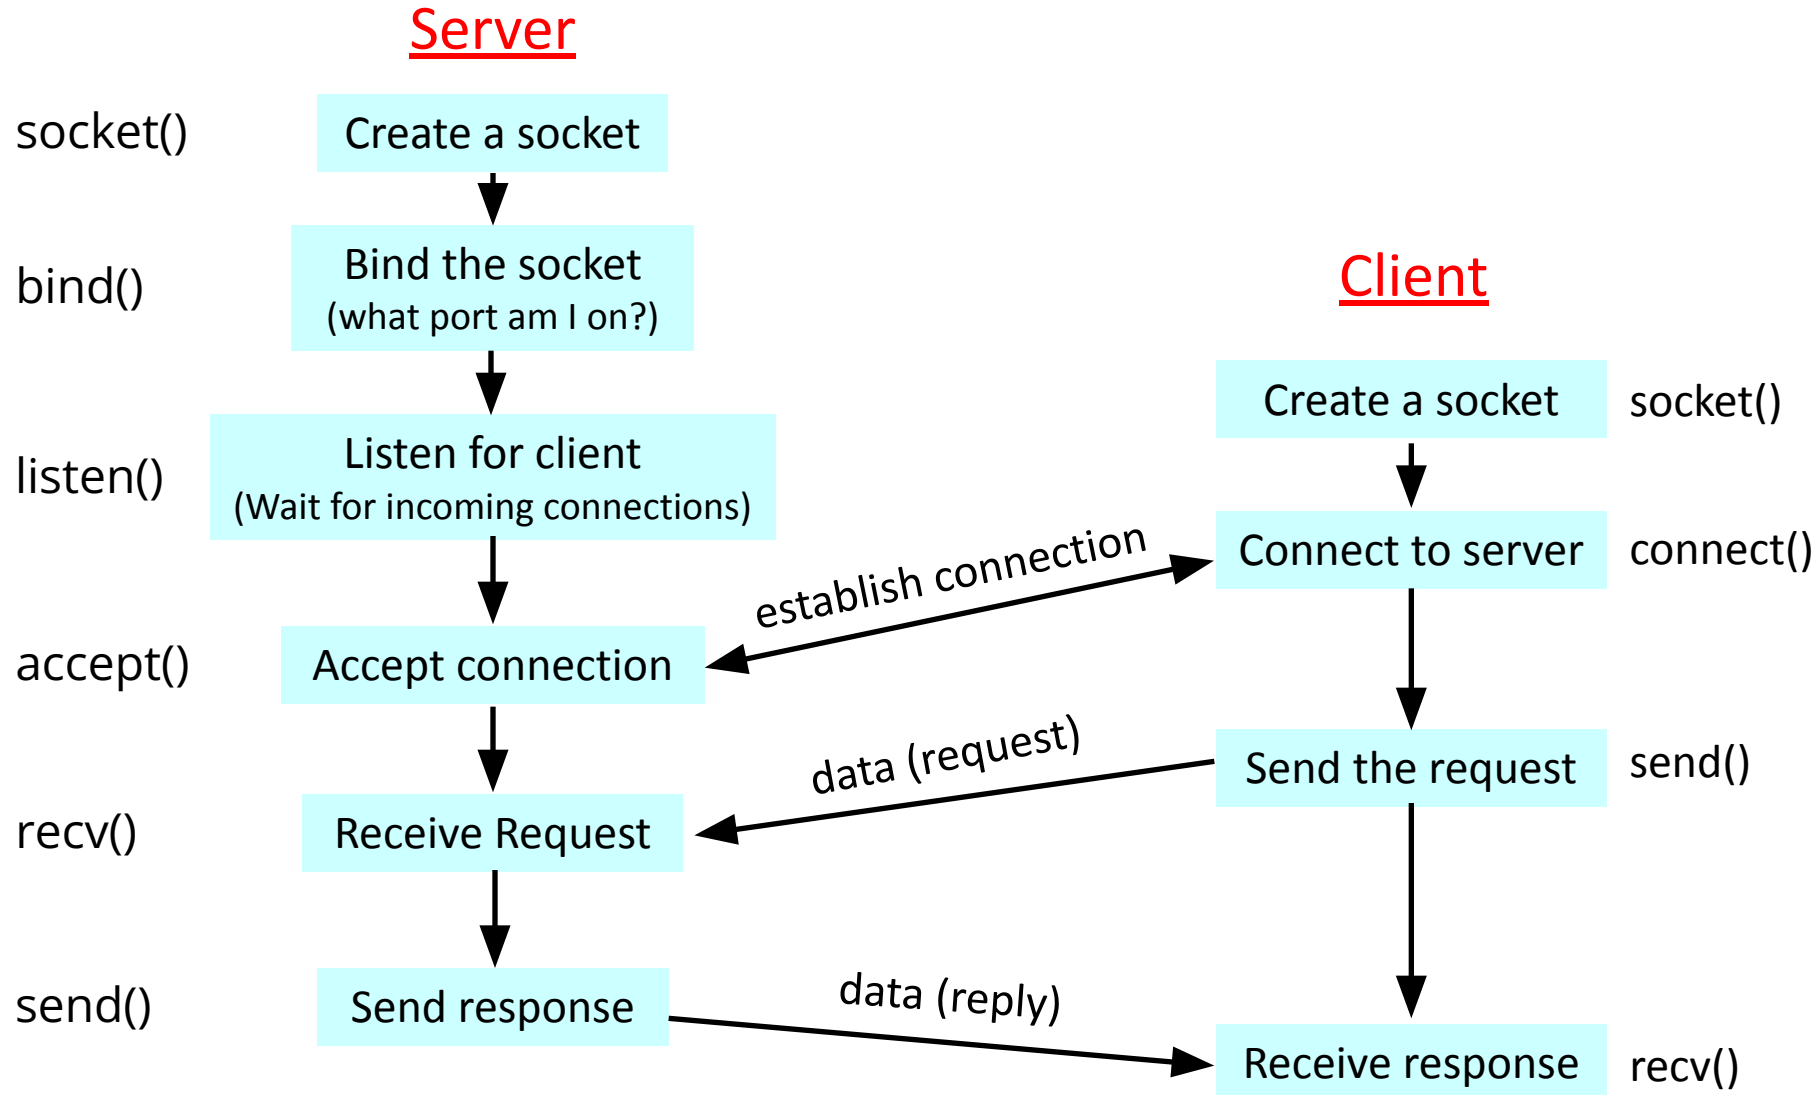 Server
socket()
Create a socket
bind()
Bind the socket
(what port am I on?)
listen()
Listen for client
(Wait for incoming connections)
accept()
Accept connection
recv()
Receive Request
send()
Send response
establish connection
data (request)
data (reply)
Client
Create a socket
socket()
Connect to server
connect()
Send the request
send()
Receive response
recv()